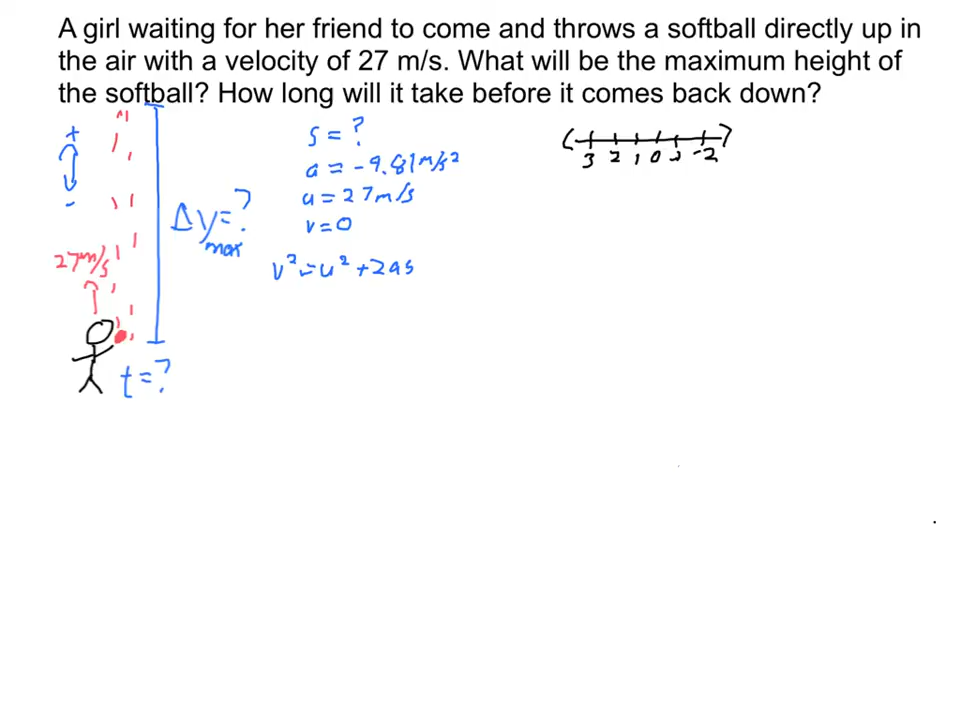 A girl waiting for her friend to come and throws a softball directly up in
the air with a velocity of 27 m/s. What will be the maximum height of
the softball? How long will it take before it comes back down?
+
-
27m/s
Δy=?
max
t=?
s = ?
a = -9.81m/s²
u = 27m/s
v=0
v²=u²+2as
3 2 1 0 -2